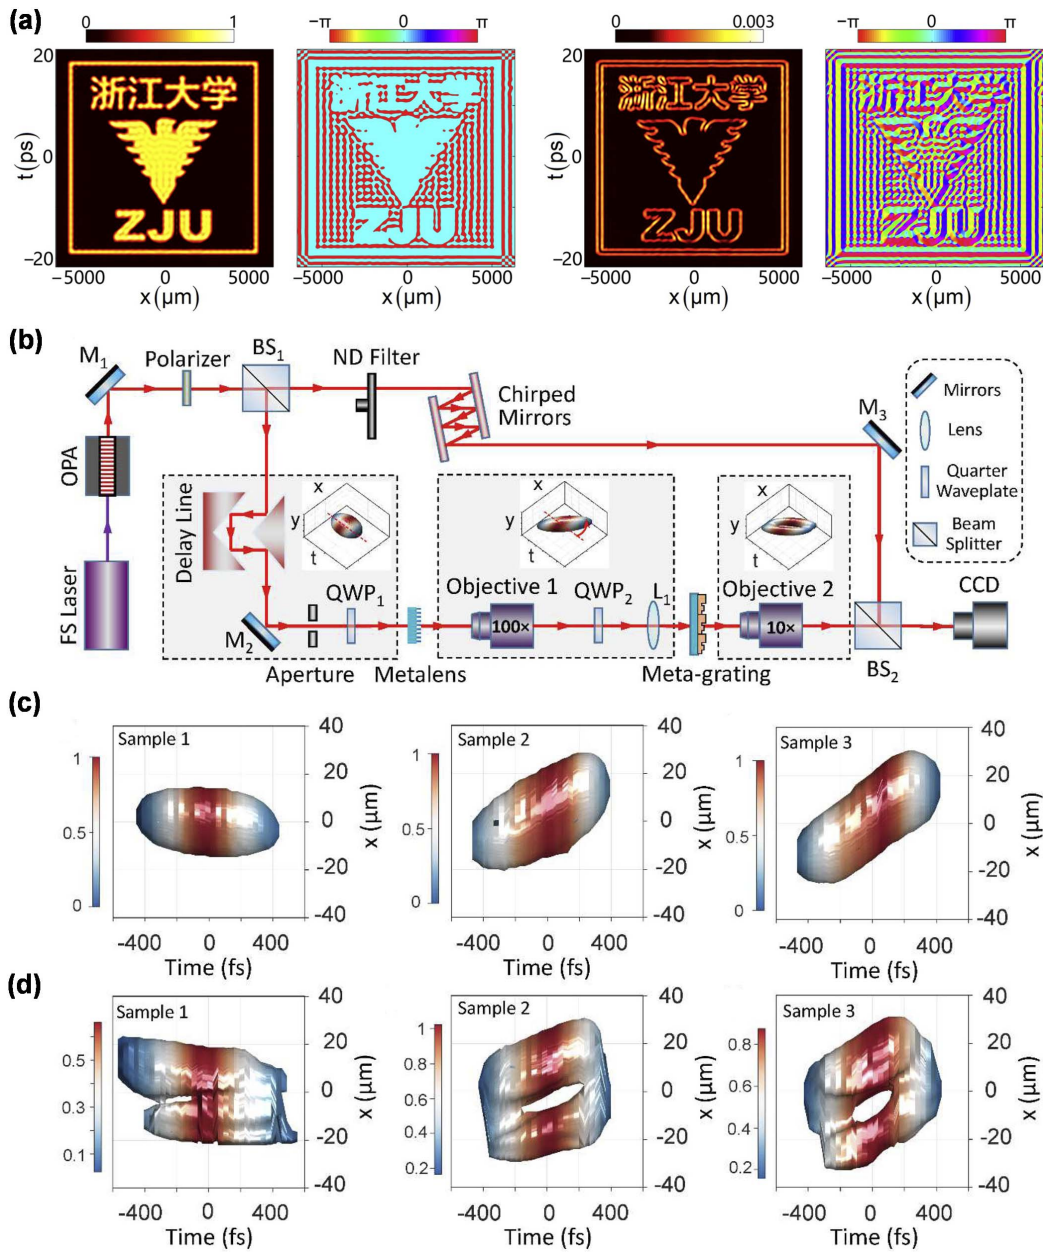 (a)
0 1
−π 0 π
0 0.003
−π 0 π
20
10
0
−10
−20
t(ps)
浙江大学
ZJU
浙江大学
ZJU
20
10
0
−10
−20
t(ps)
浙江大学
ZJU
浙江大学
ZJU
−5000 0 5000
x (μm)
−5000 0 5000
x (μm)
−5000 0 5000
x (μm)
−5000 0 5000
x (μm)
(b)
M1
Polarizer
BS1
ND Filter
Chirped
Mirrors
M3
Mirrors
Lens
Quarter
Waveplate
Beam
Splitter
OPA
FS Laser
Delay Line
x
y
t
x
y
t
x
y
t
M2
Aperture
QWP1
Metalens
Objective 1
100×
QWP2
L1
Meta-grating
Objective 2
10×
BS2
CCD
(c)
Sample 1
1
0.5
0
40
20
0
-20
-40
x (μm)
-400 0 400
Time (fs)
Sample 2
1
0.5
0
40
20
0
-20
-40
x (μm)
-400 0 400
Time (fs)
Sample 3
1
0.5
0
40
20
0
-20
-40
x (μm)
-400 0 400
Time (fs)
(d)
Sample 1
0.5
0.3
0.1
40
20
0
-20
-40
x (μm)
-400 0 400
Time (fs)
Sample 2
1
0.8
0.6
0.4
0.2
40
20
0
-20
-40
x (μm)
-400 0 400
Time (fs)
Sample 3
0.8
0.6
0.4
0.2
40
20
0
-20
-40
x (μm)
-400 0 400
Time (fs)